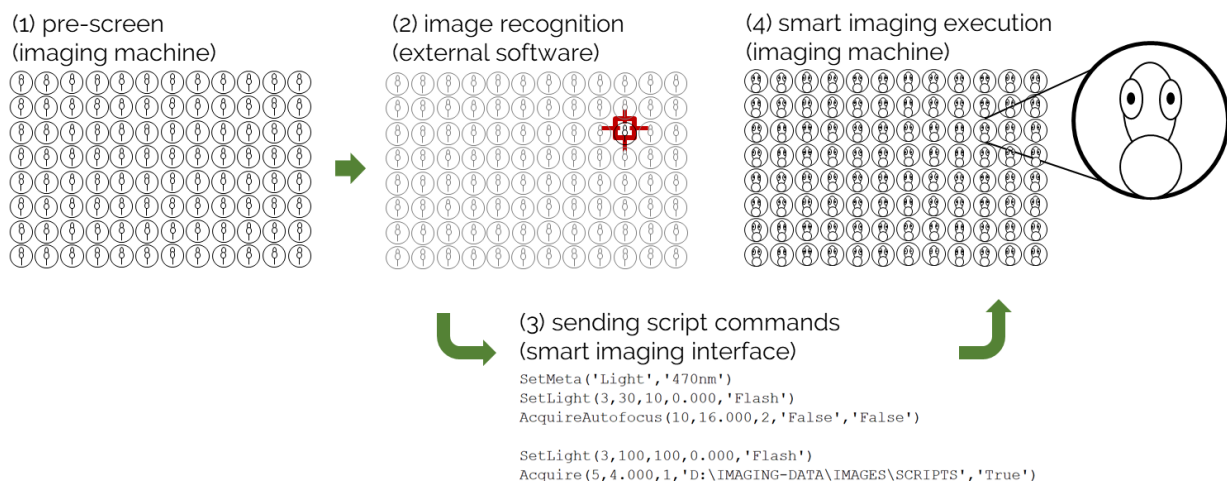 (1) pre-screen
(imaging machine)
(2) image recognition
(external software)
(4) smart imaging execution
(imaging machine)
(3) sending script commands
(smart imaging interface)
SetMeta('Light','470nm')
SetLight(3,30,10,0.000,'Flash')
AcquireAutofocus(10,16.000,2,'False','False')
SetLight(3,100,100,0.000,'Flash')
Acquire(5,4.000,1,'D:\IMAGING-DATA\IMAGES\SCRIPTS','True')